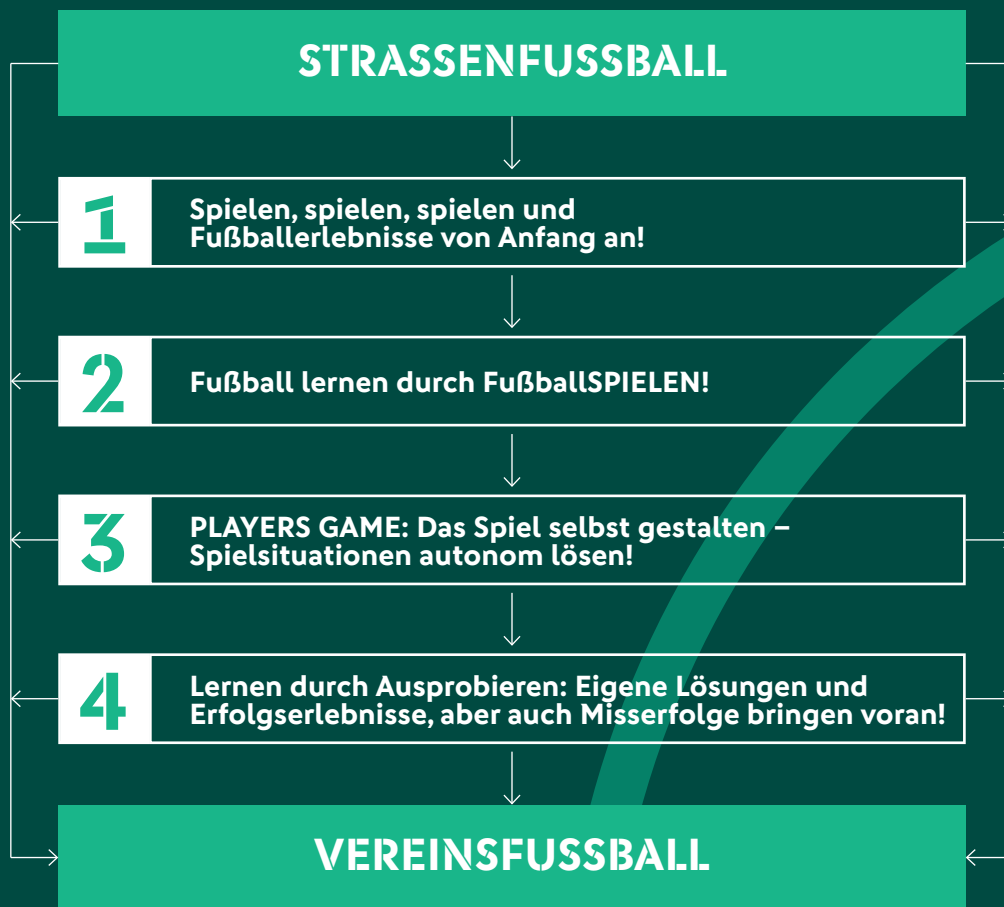 STRASSENFUSSBALL
1
Spielen, spielen, spielen und
Fußballerlebnisse von Anfang an!
2
Fußball lernen durch FußballSPIELEN!
3
PLAYERS GAME: Das Spiel selbst gestalten –
Spielsituationen autonom lösen!
4
Lernen durch Ausprobieren: Eigene Lösungen und
Erfolgserlebnisse, aber auch Misserfolge bringen voran!
VEREINSFUSSBALL